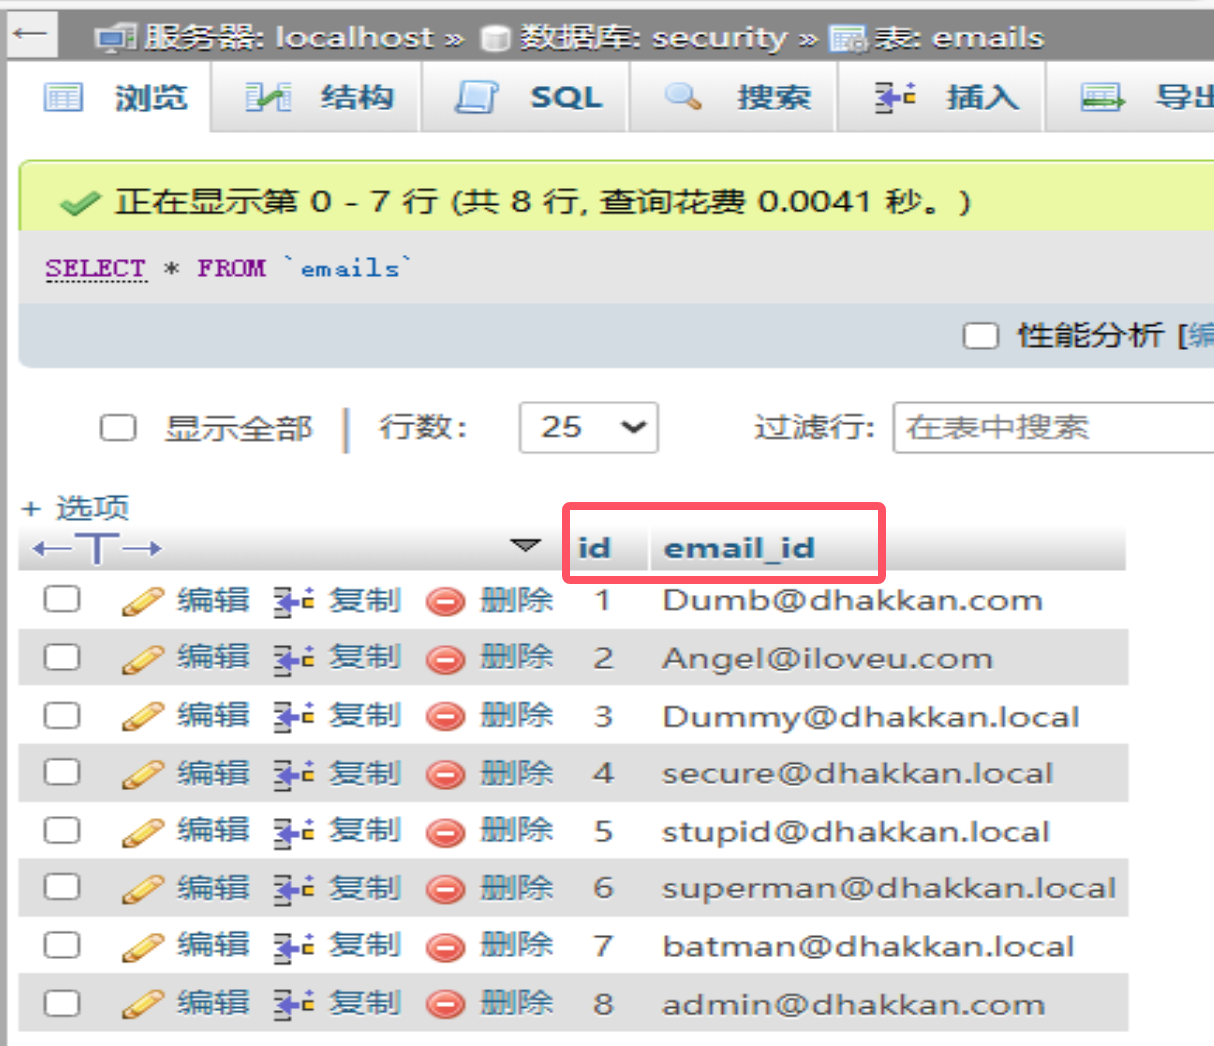 服务器: localhost » 数据库: security » 表: emails
浏览 结构 SQL 搜索 插入 导出
正在显示第 0 - 7 行 (共 8 行, 查询花费 0.0041 秒。)
SELECT * FROM `emails`
性能分析 [编
显示全部 | 行数: 25 过滤行: 在表中搜索
+ 选项
←T→ id email_id
编辑 复制 删除 1 Dumb@dhakkan.com
编辑 复制 删除 2 Angel@iloveu.com
编辑 复制 删除 3 Dummy@dhakkan.local
编辑 复制 删除 4 secure@dhakkan.local
编辑 复制 删除 5 stupid@dhakkan.local
编辑 复制 删除 6 superman@dhakkan.local
编辑 复制 删除 7 batman@dhakkan.local
编辑 复制 删除 8 admin@dhakkan.com